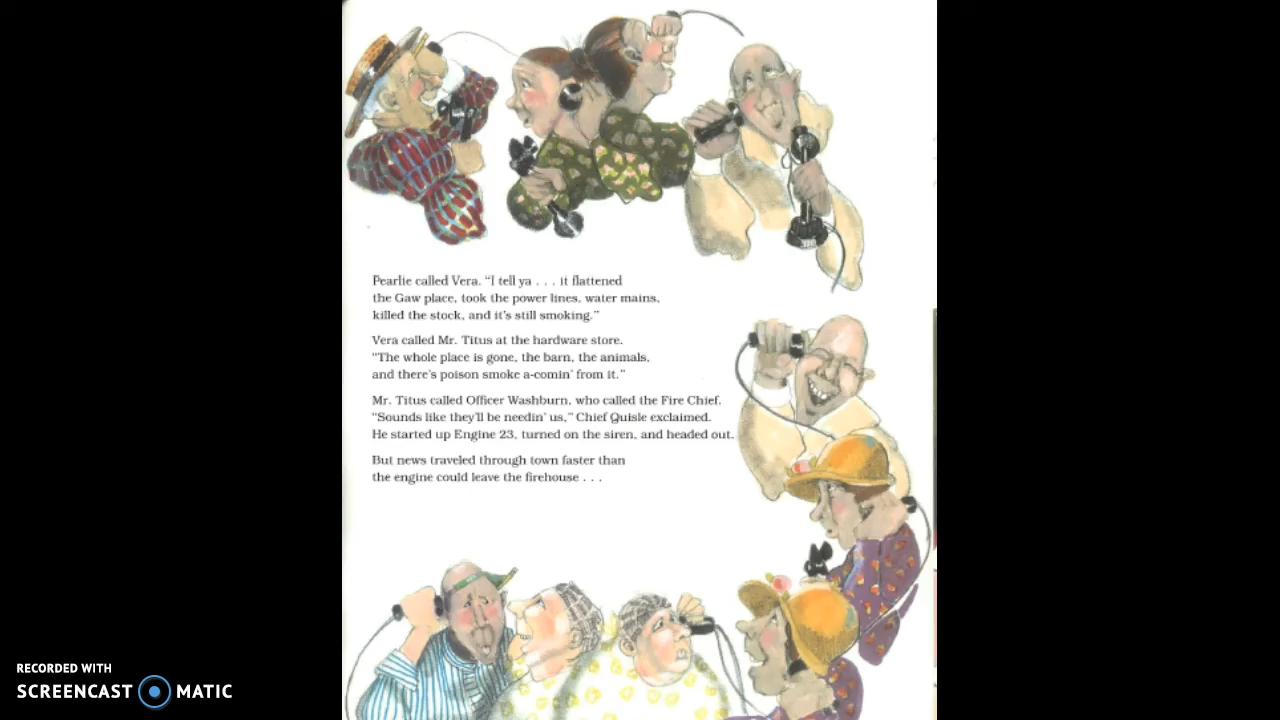 Pearlie called Vera. “I tell ya . . . it flattened
the Gaw place, took the power lines, water mains,
killed the stock, and it’s still smoking.”
Vera called Mr. Titus at the hardware store.
“The whole place is gone, the barn, the animals,
and there’s poison smoke a-comin’ from it.”
Mr. Titus called Officer Washburn, who called the Fire Chief.
“Sounds like they’ll be needin’ us,” Chief Quisle exclaimed.
He started up Engine 23, turned on the siren, and headed out.
But news traveled through town faster than
the engine could leave the firehouse . . .
RECORDED WITH
SCREENCAST MATIC